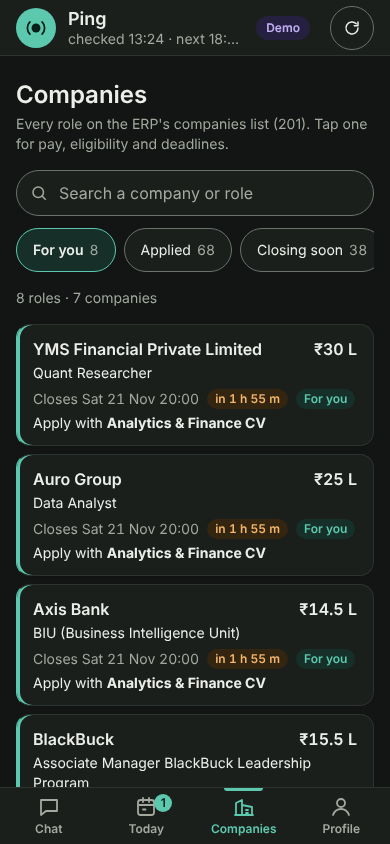 Ping
checked 13:24 · next 18:...
Demo
Companies
Every role on the ERP's companies list (201). Tap one
for pay, eligibility and deadlines.
Search a company or role
For you 8
Applied 68
Closing soon 38
8 roles · 7 companies
YMS Financial Private Limited
₹30 L
Quant Researcher
Closes Sat 21 Nov 20:00
in 1 h 55 m
For you
Apply with Analytics & Finance CV
Auro Group
₹25 L
Data Analyst
Closes Sat 21 Nov 20:00
in 1 h 55 m
For you
Apply with Analytics & Finance CV
Axis Bank
₹14.5 L
BIU (Business Intelligence Unit)
Closes Sat 21 Nov 20:00
in 1 h 55 m
For you
Apply with Analytics & Finance CV
BlackBuck
₹15.5 L
Associate Manager BlackBuck Leadership
Program
Chat
1
Today
Companies
Profile